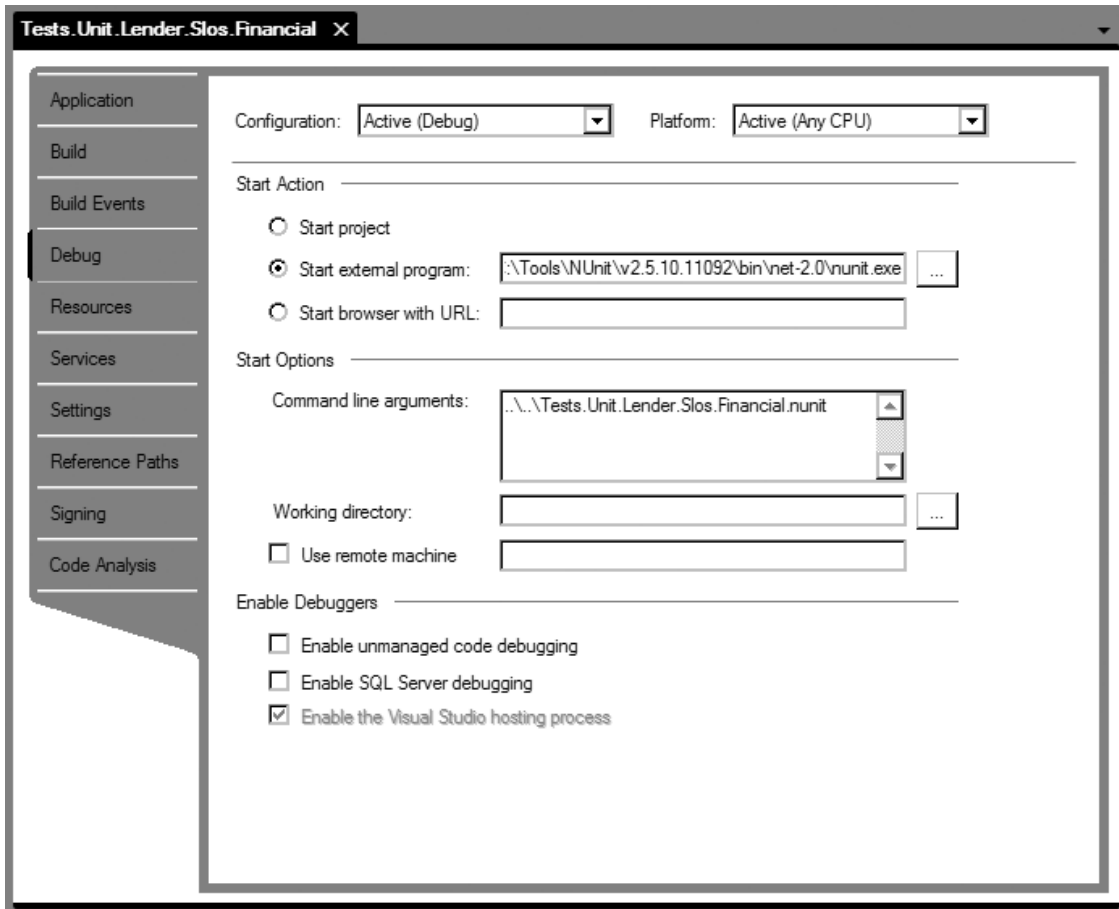 Tests.Unit.Lender.Slos.Financial X
Application
Build
Build Events
Debug
Resources
Services
Settings
Reference Paths
Signing
Code Analysis
Configuration: Active (Debug) Platform: Active (Any CPU)
Start Action
Start project
Start external program: :\Tools\NUnit\v2.5.10.11092\bin\net-2.0\nunit.exe ...
Start browser with URL:
Start Options
Command line arguments: ..\..\Tests.Unit.Lender.Slos.Financial.nunit
Working directory: ...
Use remote machine
Enable Debuggers
Enable unmanaged code debugging
Enable SQL Server debugging
Enable the Visual Studio hosting process